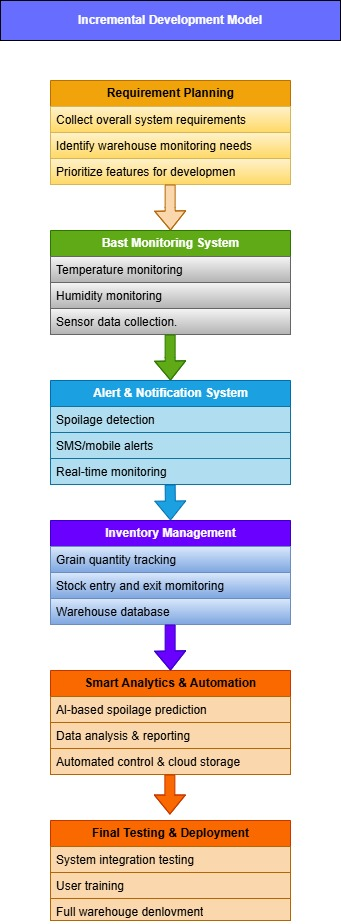 Incremental Development Model
Requirement Planning
Collect overall system requirements
Identify warehouse monitoring needs
Prioritize features for developmen
Bast Monitoring System
Temperature monitoring
Humidity monitoring
Sensor data collection.
Alert & Notification System
Spoilage detection
SMS/mobile alerts
Real-time monitoring
Inventory Management
Grain quantity tracking
Stock entry and exit momitoring
Warehouse database
Smart Analytics & Automation
AI-based spoilage prediction
Data analysis & reporting
Automated control & cloud storage
Final Testing & Deployment
System integration testing
User training
Full warehouge denlovment